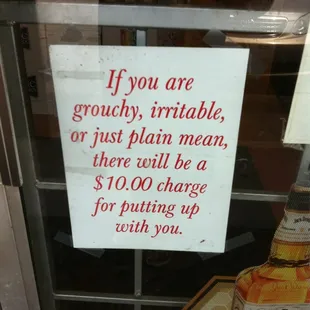 If you are
grouchy, irritable,
or just plain mean,
there will be a
$10.00 charge
for putting up
with you.